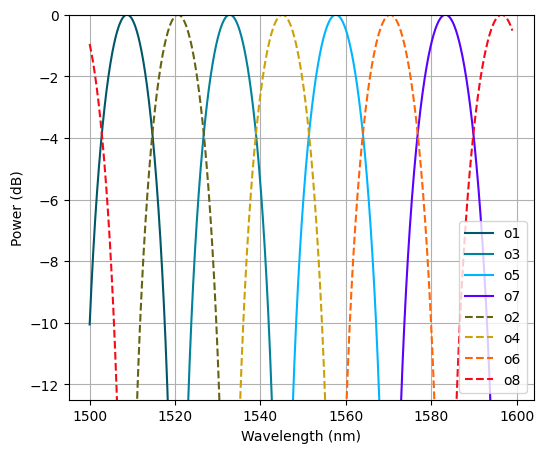 0
−2
−4
−6
−8
−10
−12
Power (dB)
1500 1520 1540 1560 1580 1600
Wavelength (nm)
o1
o3
o5
o7
o2
o4
o6
o8